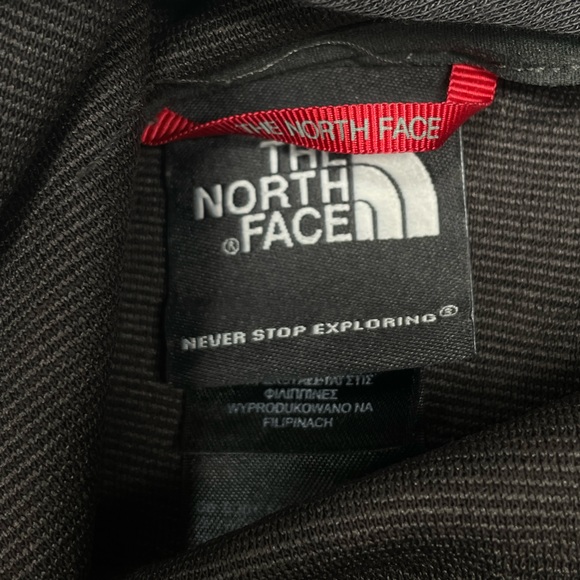 THE NORTH FACE
THE
NORTH
® FACE
NEVER STOP EXPLORING®
ΦΙΛΙΠΠΙΝΕΣ
WYPRODUKOWANO NA
FILIPINACH